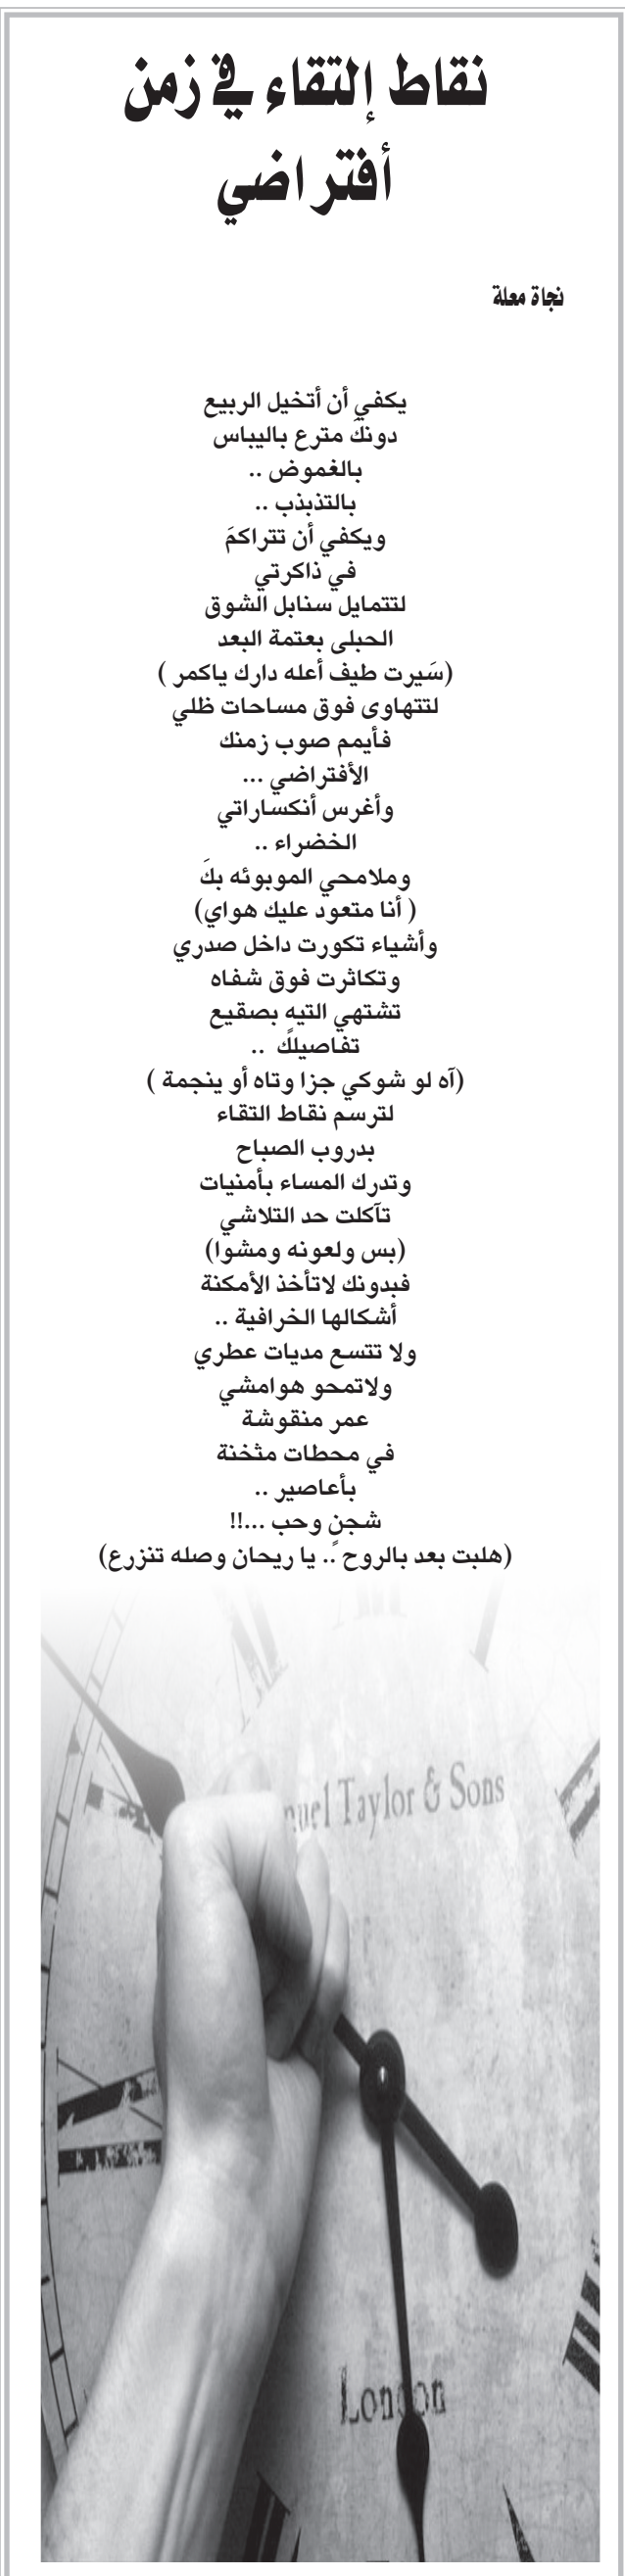 نقاط إلتقاء في زمن
أفتراضي
نجاة معلة
يكفي أن أتخيل الربيع
دونكَ مترع باليباس
بالغموض ..
بالتذبذب ..
ويكفي أن تتراكمَ
في ذاكرتي
لتتمايل سنابل الشوق
الحبلى بعتمة البعد
(سَيرت طيف أعله دارك ياكمر )
لتتهاوى فوق مساحات ظلي
فأيمم صوب زمنك
الأفتراضي ...
وأغرس أنكساراتي
الخضراء ..
وملامحي الموبوئه بكَ
( أنا متعود عليك هواي)
وأشياء تكورت داخل صدري
وتكاثرت فوق شفاه
تشتهي التيه بصقيع
تفاصيلكً ..
(آه لو شوكي جزا وتاه أو ينجمة )
لترسم نقاط التقاء
بدروب الصباح
وتدرك المساء بأمنيات
تآكلت حد التلاشي
(بس ولعونه ومشوا)
فبدونك لاتأخذ الأمكنة
أشكالها الخرافية ..
ولا تتسع مديات عطري
ولاتمحو هوامشي
عمر منقوشة
في محطات مثخنة
بأعاصير ..
شجنٍ وحب ...!!
(هلبت بعد بالروح .. يا ريحان وصله تنزرع)
uel Taylor & Sons
London